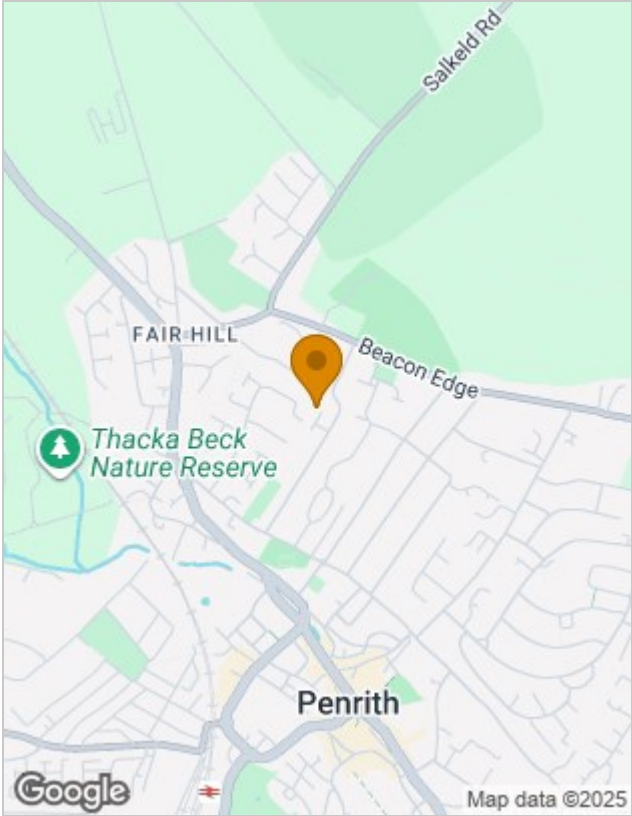 Salkeld Rd
FAIR HILL
Beacon Edge
Thacka Beck
Nature Reserve
Penrith
Google
Map data ©2025